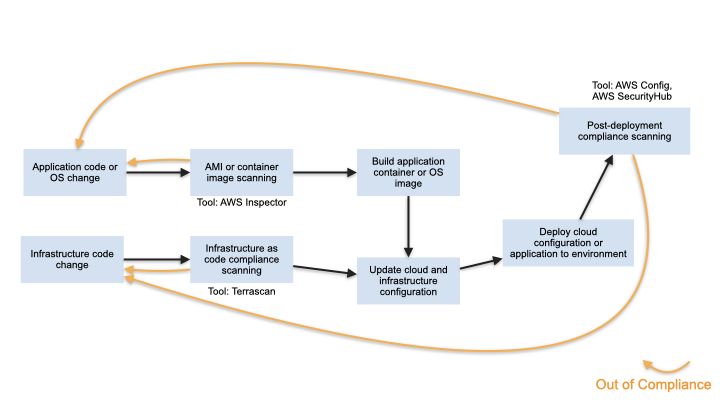 Tool: AWS Config,
AWS SecurityHub
Post-deployment
compliance scanning
Application code or
OS change
AMI or container
image scanning
Build application
container or OS
image
Tool: AWS Inspector
Deploy cloud
configuration or
application to environment
Infrastructure code
change
Infrastructure as
code compliance
scanning
Update cloud and
infrastructure
configuration
Tool: Terrascan
Out of Compliance